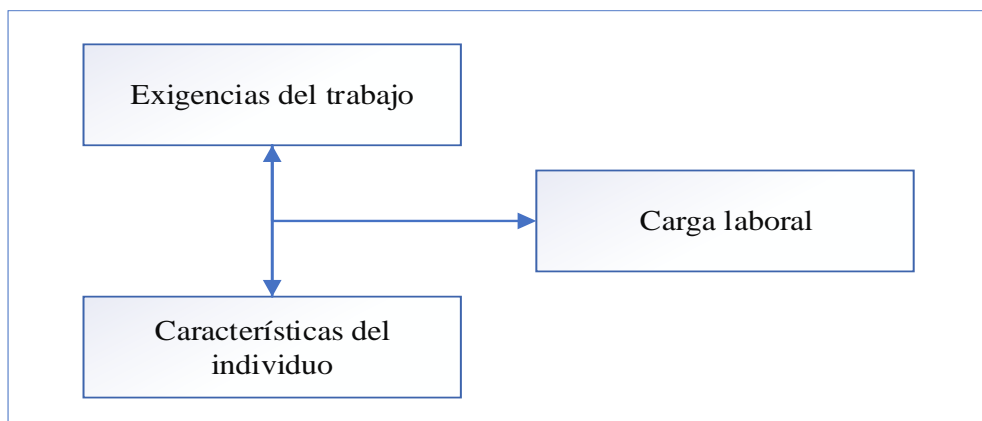 Exigencias del trabajo
Carga laboral
Características del
individuo